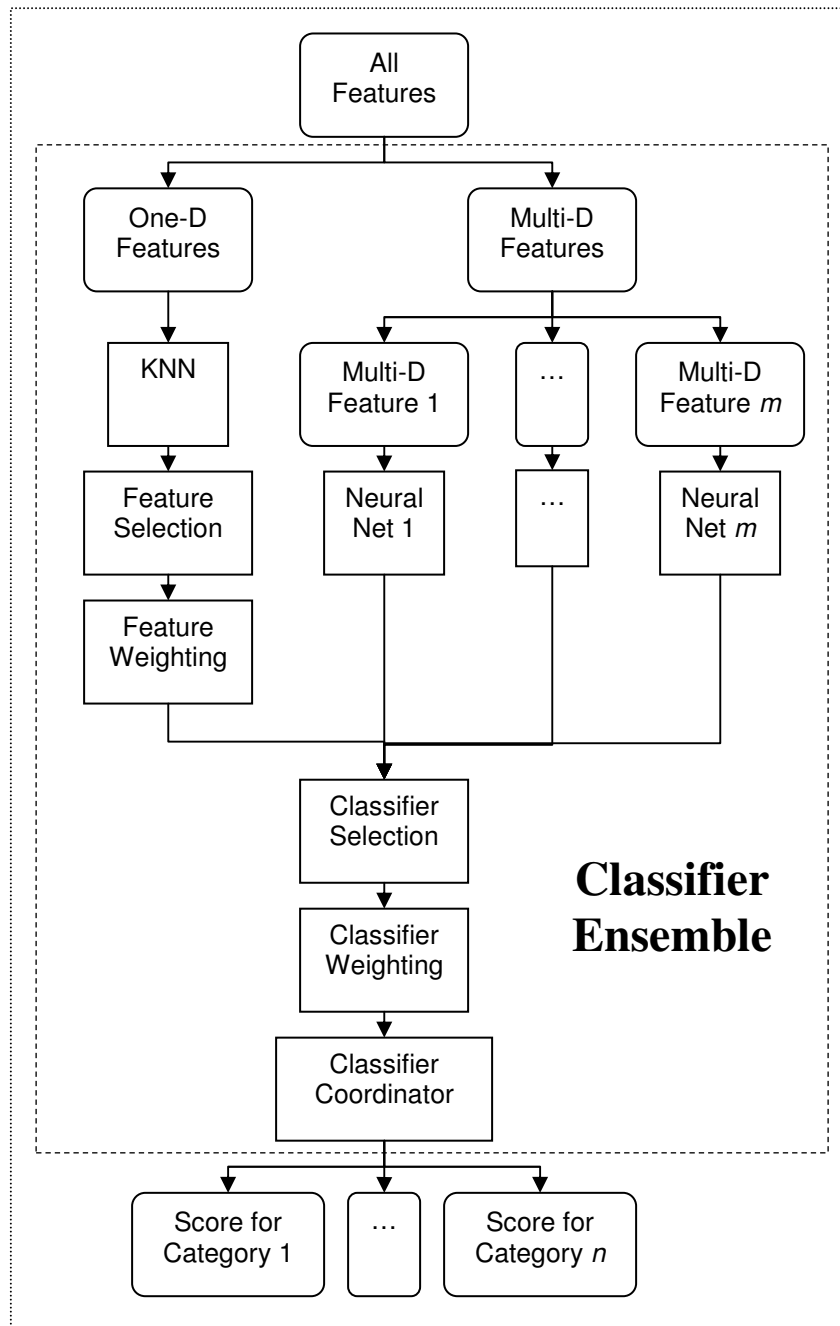 All
Features
One-D
Features
Multi-D
Features
KNN
Multi-D
Feature 1
…
Multi-D
Feature m
Feature
Selection
Neural
Net 1
…
Neural
Net m
Feature
Weighting
Classifier
Selection
Classifier
Ensemble
Classifier
Weighting
Classifier
Coordinator
Score for
Category 1
…
Score for
Category n